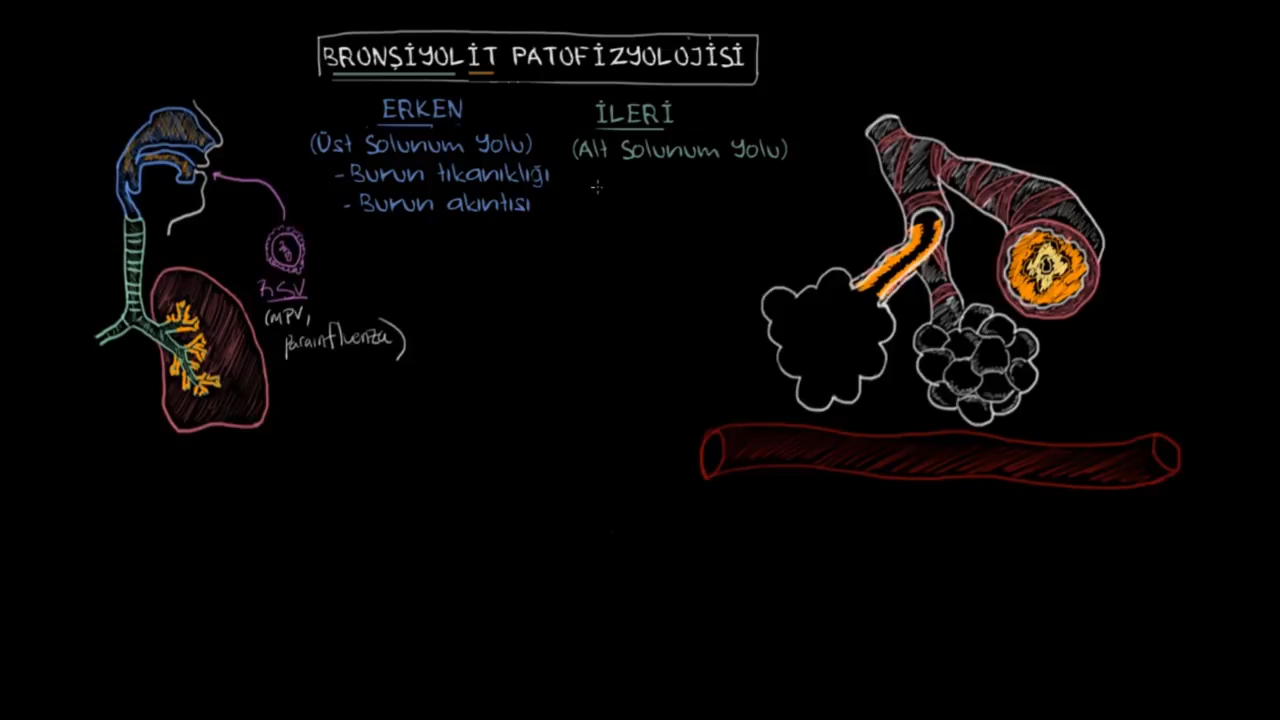 BRONŞİYOLİT PATOFİZYOLOJİSİ
ERKEN
(Üst Solunum Yolu)
- Burun tıkanıklığı
- Burun akıntısı
İLERİ
(Alt Solunum Yolu)
RSV
(MPV,
parainfluenza)